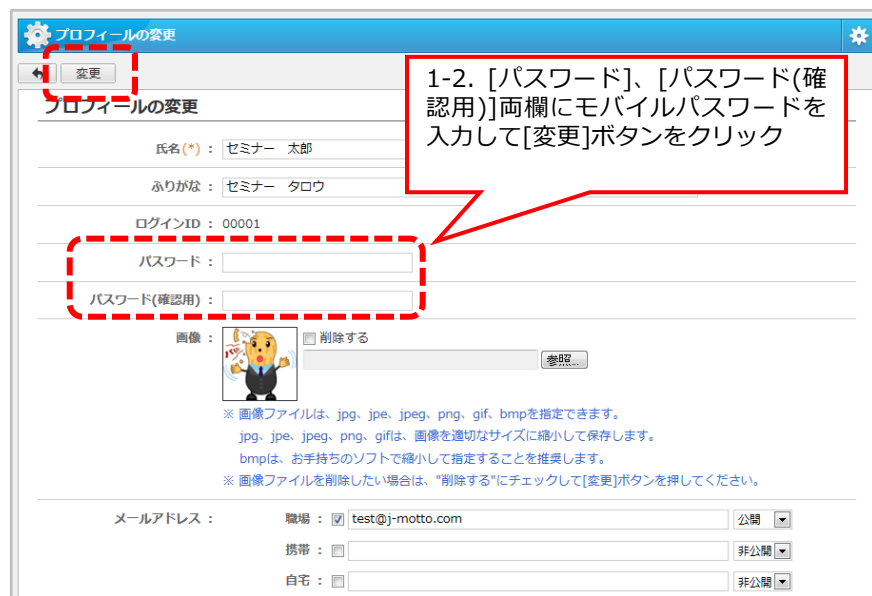 プロフィールの変更
変更
1-2. [パスワード]、[パスワード(確
認用)]両欄にモバイルパスワードを
入力して[変更]ボタンをクリック
プロフィールの変更
氏名(*) : セミナー 太郎
ふりがな : セミナー タロウ
ログインID : 00001
パスワード :
パスワード(確認用) :
画像 : 削除する
参照...
※ 画像ファイルは、jpg、jpe、jpeg、png、gif、bmpを指定できます。
jpg、jpe、jpeg、png、gifは、画像を適切なサイズに縮小して保存します。
bmpは、お手持ちのソフトで縮小して指定することを推奨します。
※ 画像ファイルを削除したい場合は、"削除する"にチェックして[変更]ボタンを押してください。
メールアドレス : 職場 : test@j-motto.com 公開
携帯 : 非公開
自宅 : 非公開